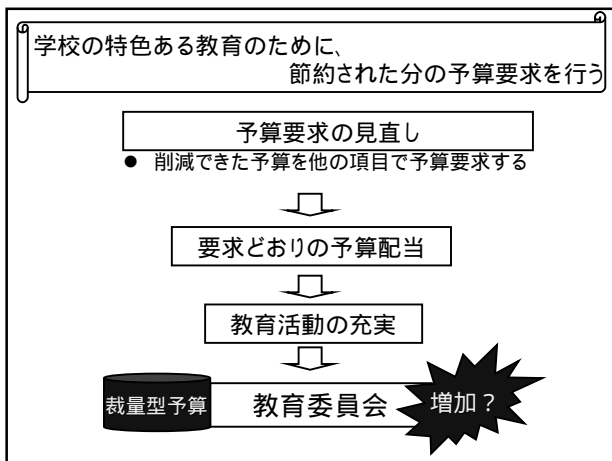 学校の特色ある教育のために、
節約された分の予算要求を行う
予算要求の見直し
● 削減できた予算を他の項目で予算要求する
要求どおりの予算配当
教育活動の充実
裁量型予算 教育委員会 増加？